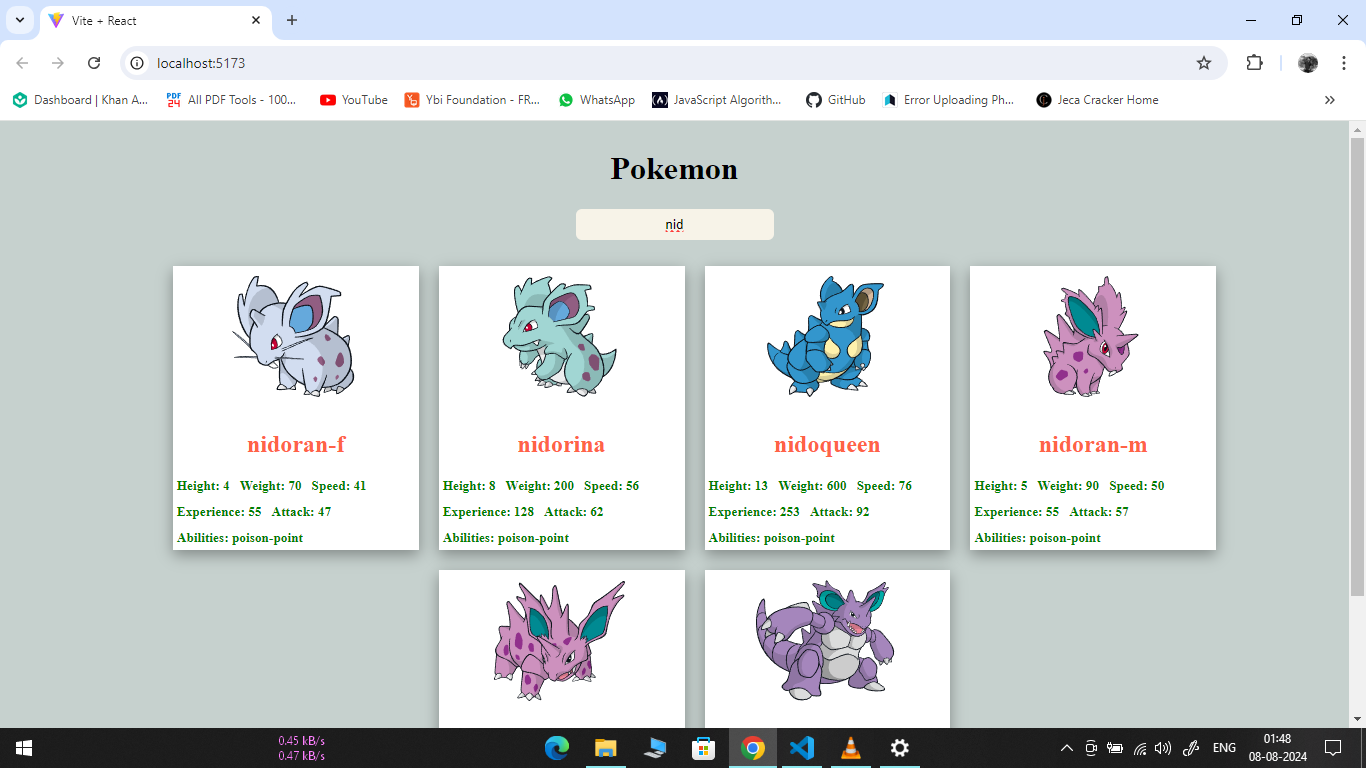 Vite + React
localhost:5173
Dashboard | Khan A...
PDF 24
All PDF Tools - 100...
YouTube
Ybi Foundation - FR...
WhatsApp
JavaScript Algorith...
GitHub
Error Uploading Ph...
Jeca Cracker Home
Pokemon
nid
nidoran-f
Height: 4 Weight: 70 Speed: 41
Experience: 55 Attack: 47
Abilities: poison-point
nidorina
Height: 8 Weight: 200 Speed: 56
Experience: 128 Attack: 62
Abilities: poison-point
nidoqueen
Height: 13 Weight: 600 Speed: 76
Experience: 253 Attack: 92
Abilities: poison-point
nidoran-m
Height: 5 Weight: 90 Speed: 50
Experience: 55 Attack: 57
Abilities: poison-point
0.45 kB/s
0.47 kB/s
ENG
01:48
08-08-2024